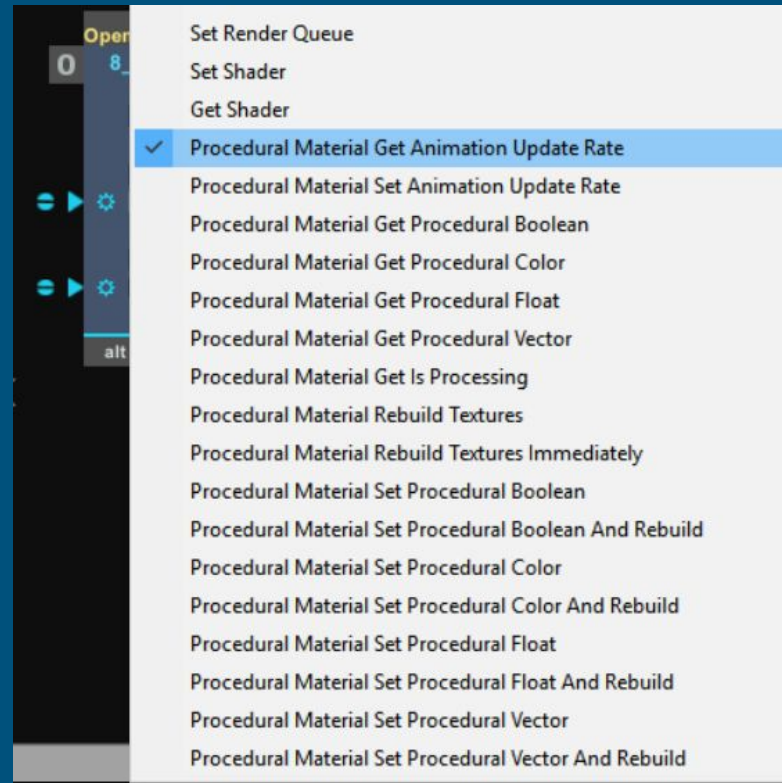 Open
0
8_
alt
Set Render Queue
Set Shader
Get Shader
Procedural Material Get Animation Update Rate
Procedural Material Set Animation Update Rate
Procedural Material Get Procedural Boolean
Procedural Material Get Procedural Color
Procedural Material Get Procedural Float
Procedural Material Get Procedural Vector
Procedural Material Get Is Processing
Procedural Material Rebuild Textures
Procedural Material Rebuild Textures Immediately
Procedural Material Set Procedural Boolean
Procedural Material Set Procedural Boolean And Rebuild
Procedural Material Set Procedural Color
Procedural Material Set Procedural Color And Rebuild
Procedural Material Set Procedural Float
Procedural Material Set Procedural Float And Rebuild
Procedural Material Set Procedural Vector
Procedural Material Set Procedural Vector And Rebuild